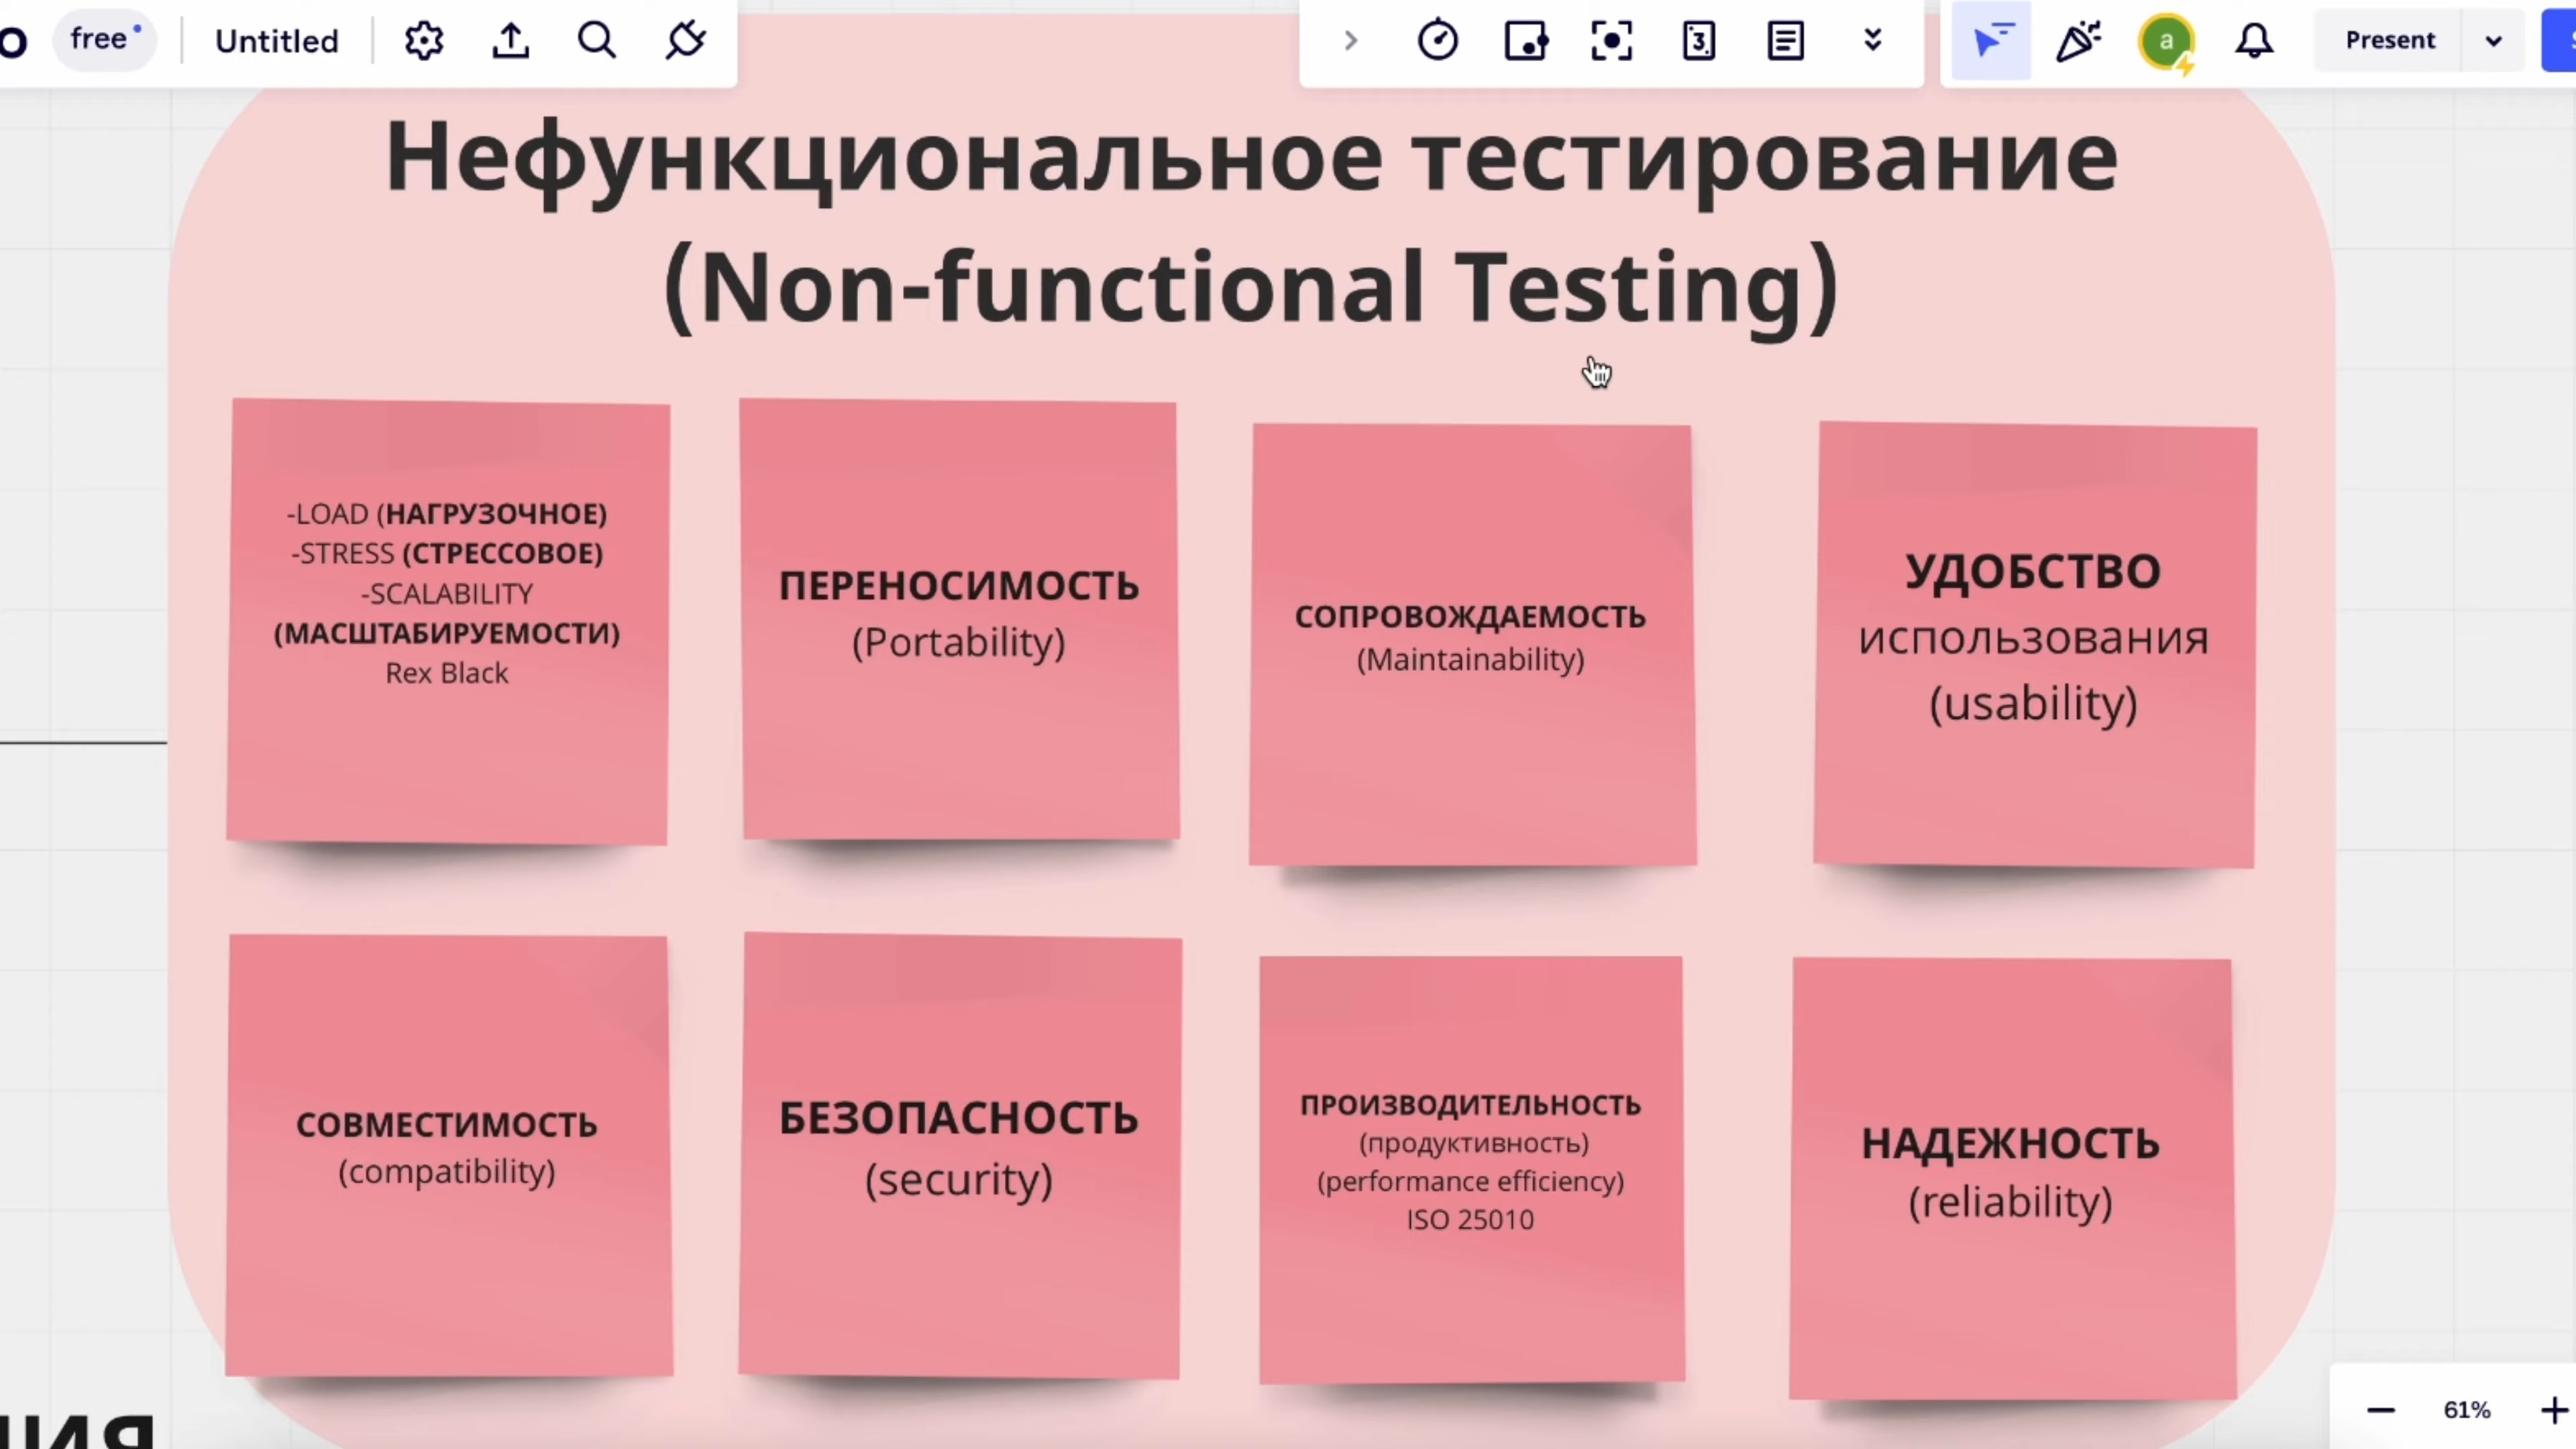 free
Untitled
3
a
Present
Нефункциональное тестирование
(Non-functional Testing)
-LOAD (НАГРУЗОЧНОЕ)
-STRESS (СТРЕССОВОЕ)
-SCALABILITY
(МАСШТАБИРУЕМОСТИ)
Rex Black
ПЕРЕНОСИМОСТЬ
(Portability)
СОПРОВОЖДАЕМОСТЬ
(Maintainability)
УДОБСТВО
использования
(usability)
СОВМЕСТИМОСТЬ
(compatibility)
БЕЗОПАСНОСТЬ
(security)
ПРОИЗВОДИТЕЛЬНОСТЬ
(продуктивность)
(performance efficiency)
ISO 25010
НАДЕЖНОСТЬ
(reliability)
61%